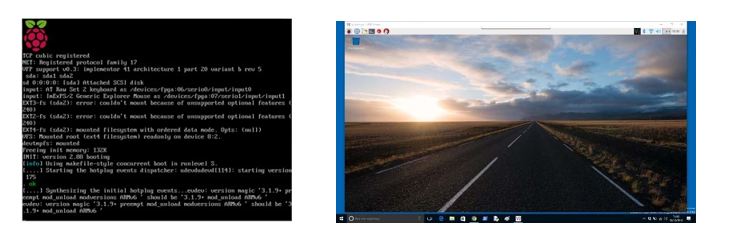 TCP cubic registered
NET: Registered protocol family 17
VFP support v0.3: implementor 41 architecture 1 part 20 variant b rev 5
sda: sda1 sda2
sd 0:0:0:0: [sda] Attached SCSI disk
input: AT Raw Set 2 keyboard as /devices/fpga:06/serio0/input/input0
input: ImExPS/2 Generic Explorer Mouse as /devices/fpga:07/serio1/input/input1
EXT3-fs (sda2): error: couldn't mount because of unsupported optional features (
240)
EXT2-fs (sda2): error: couldn't mount because of unsupported optional features (
240)
EXT4-fs (sda2): mounted filesystem with ordered data mode. Opts: (null)
VFS: Mounted root (ext4 filesystem) readonly on device 8:2.
devtmpfs: mounted
Freeing init memory: 132K
INIT: version 2.88 booting
[info] Using makefile-style concurrent boot in runlevel S.
[....] Starting the hotplug events dispatcher: udevdudevd[114]: starting version
175
ok
[....] Synthesizing the initial hotplug events...udev: version magic '3.1.9+ pre
empt mod_unload modversions ARMv6 ' should be '3.1.9+ mod_unload ARMv6 '
evdev: version magic '3.1.9+ preempt mod_unload modversions ARMv6 ' should be '3
.1.9+ mod_unload ARMv6 '